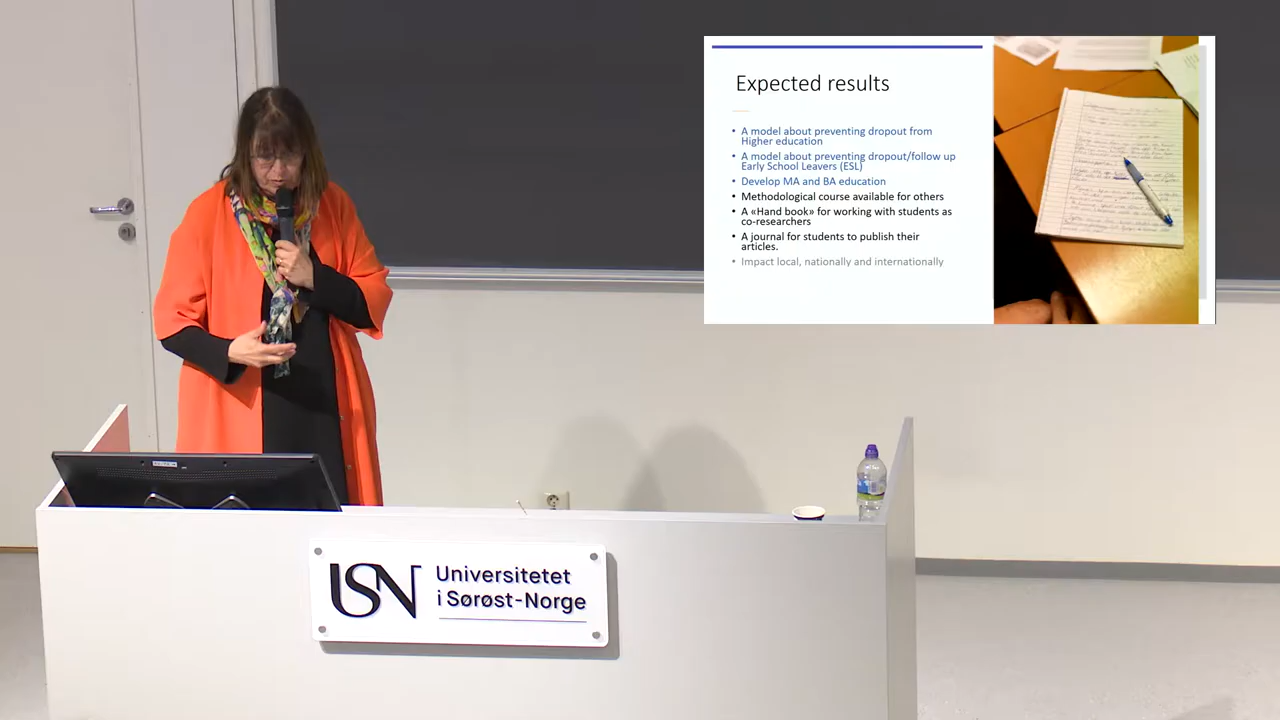 Expected results
• A model about preventing dropout from
Higher education
• A model about preventing dropout/follow up
Early School Leavers (ESL)
• Develop MA and BA education
• Methodological course available for others
• A «Hand book» for working with students as
co-researchers
• A journal for students to publish their
articles.
• Impact local, nationally and internationally
USN
Universitetet
i Sørøst-Norge